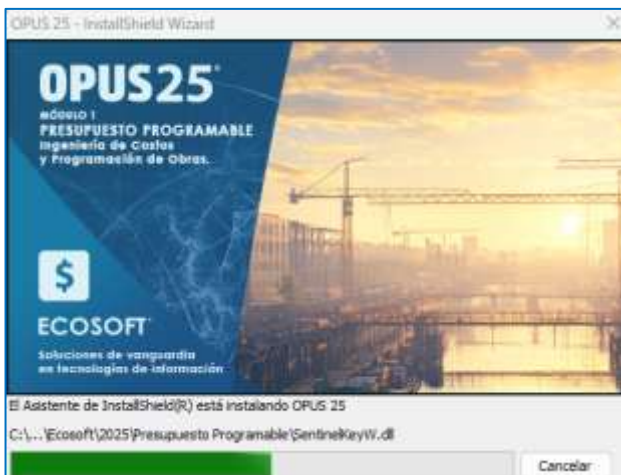 OPUS 25 - InstallShield Wizard
OPUS25®
MÓDULO 1
PRESUPUESTO PROGRAMABLE
Ingeniería de Costos
y Programación de Obras.
$
ECOSOFT
Soluciones de vanguardia
en tecnologías de información
El Asistente de InstallShield(R) está instalando OPUS 25
C:\...\Ecosoft\2025\Presupuesto Programable\SentinelKeyW.dll
Cancelar